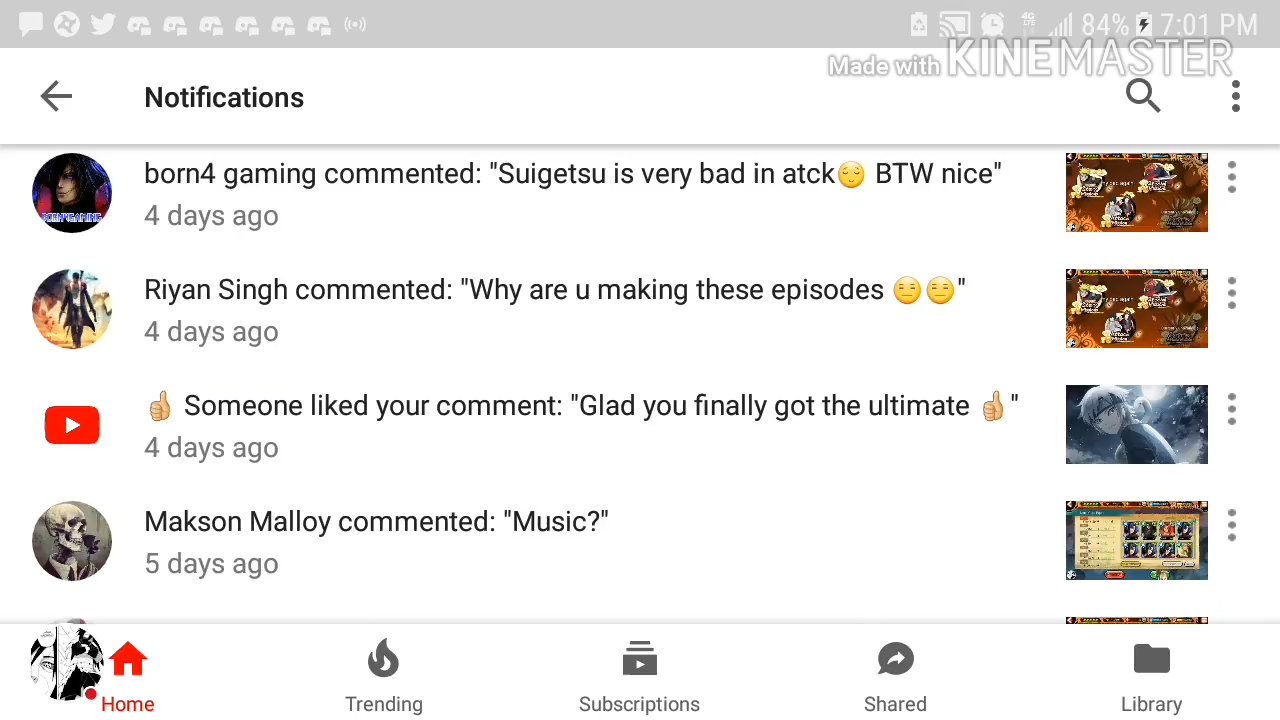 84% 7:01 PM
Made with KINEMASTER
Notifications
born4 gaming commented: "Suigetsu is very bad in atck😌 BTW nice"
4 days ago
Riyan Singh commented: "Why are u making these episodes 😑😑"
4 days ago
👍 Someone liked your comment: "Glad you finally got the ultimate 👍"
4 days ago
Makson Malloy commented: "Music?"
5 days ago
Home
Trending
Subscriptions
Shared
Library